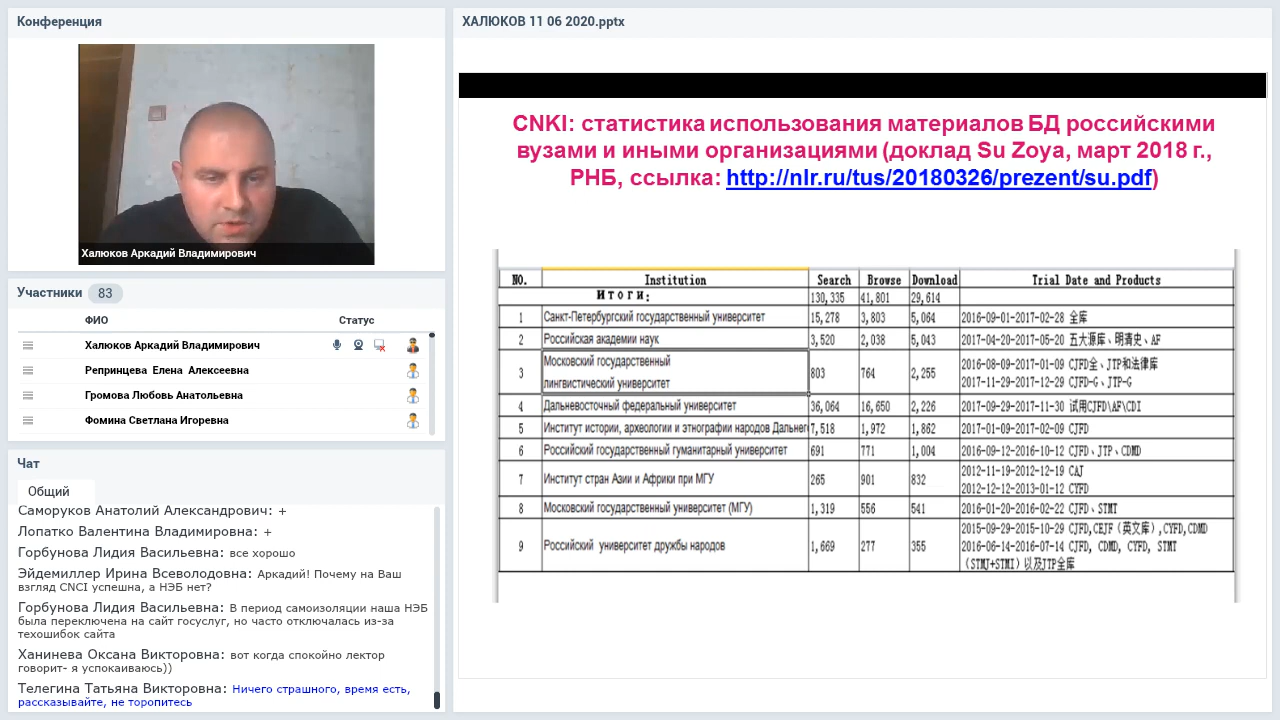 Конференция
Халюков Аркадий Владимирович
Участники 83
ФИО Статус
Халюков Аркадий Владимирович
Репринцева Елена Алексеевна
Громова Любовь Анатольевна
Фомина Светлана Игоревна
Чат
Общий
Саморуков Анатолий Александрович: +
Лопатко Валентина Владимировна: +
Горбунова Лидия Васильевна: все хорошо
Эйдемиллер Ирина Всеволодовна: Аркадий! Почему на Ваш
взгляд CNCI успешна, а НЭБ нет?
Горбунова Лидия Васильевна: В период самоизоляции наша НЭБ
была переключена на сайт госуслуг, но часто отключалась из-за
техошибок сайта
Ханинева Оксана Викторовна: вот когда спокойно лектор
говорит- я успокаиваюсь))
Телегина Татьяна Викторовна: Ничего страшного, время есть,
рассказывайте, не торопитесь
ХАЛЮКОВ 11 06 2020.pptx
CNKI: статистика использования материалов БД российскими
вузами и иными организациями (доклад Su Zoya, март 2018 г.,
РНБ, ссылка: http://nlr.ru/tus/20180326/prezent/su.pdf)
NO. Institution Search Browse Download Trial Date and Products
Итоги: 130,335 41,801 29,614
1 Санкт-Петербургский государственный университет 15,278 3,803 5,064 2016-09-01-2017-02-28 全库
2 Российская академии наук 3,520 2,038 5,043 2017-04-20-2017-05-20 五大源库、明清史、AF
3 Московский государственный
лингвистический университет 803 764 2,255 2016-08-09-2017-01-09 CJFD全、JTP和法律库
2017-11-29-2017-12-29 CJFD-G、JTP-G
4 Дальневосточный федеральный университет 36,064 16,650 2,226 2017-09-29-2017-11-30 试用CJFD\AF\CDI
5 Институт истории, археологии и этнографии народов Дальнег 7,518 1,972 1,862 2017-01-09-2017-02-09 CJFD
6 Российский государственный гуманитарный университет 691 771 1,004 2016-09-12-2016-10-12 CJFD、JTP、CDMD
7 Институт стран Азии и Африки при МГУ 265 901 832 2012-11-19-2012-12-19 CAJ
2012-12-12-2013-01-12 CYFD
8 Московский государственный университет (МГУ) 1,319 556 541 2016-01-20-2016-02-22 CJFD、STMT
9 Российский университет дружбы народов 1,669 277 355 2015-09-29-2015-10-29 CJFD,CEJF（英文库）,CYFD,CDMD
2016-06-14-2016-07-14 CJFD, CDMD, CYFD, STMT
（STMJ+STMI）以及JTP全库